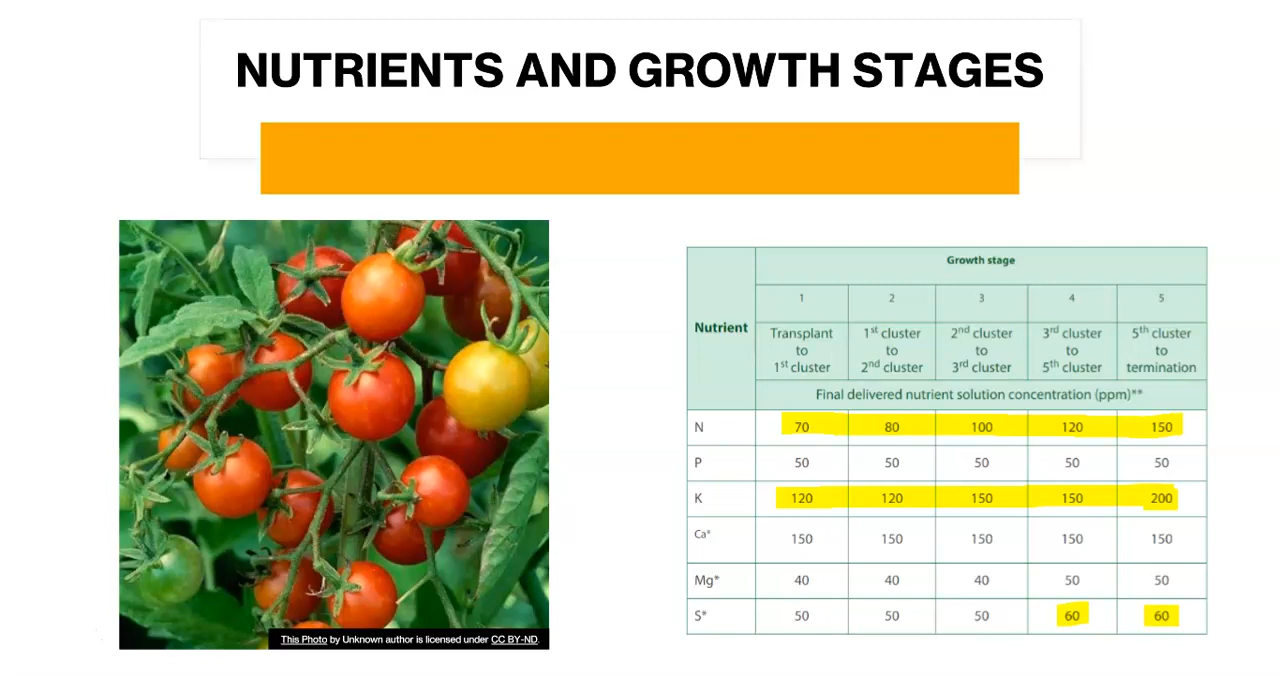 NUTRIENTS AND GROWTH STAGES
This Photo by Unknown author is licensed under CC BY-ND.
Nutrient
Growth stage
1 2 3 4 5
Transplant to 1st cluster
1st cluster to 2nd cluster
2nd cluster to 3rd cluster
3rd cluster to 5th cluster
5th cluster to termination
Final delivered nutrient solution concentration (ppm)**
N 70 80 100 120 150
P 50 50 50 50 50
K 120 120 150 150 200
Ca* 150 150 150 150 150
Mg* 40 40 40 50 50
S* 50 50 50 60 60